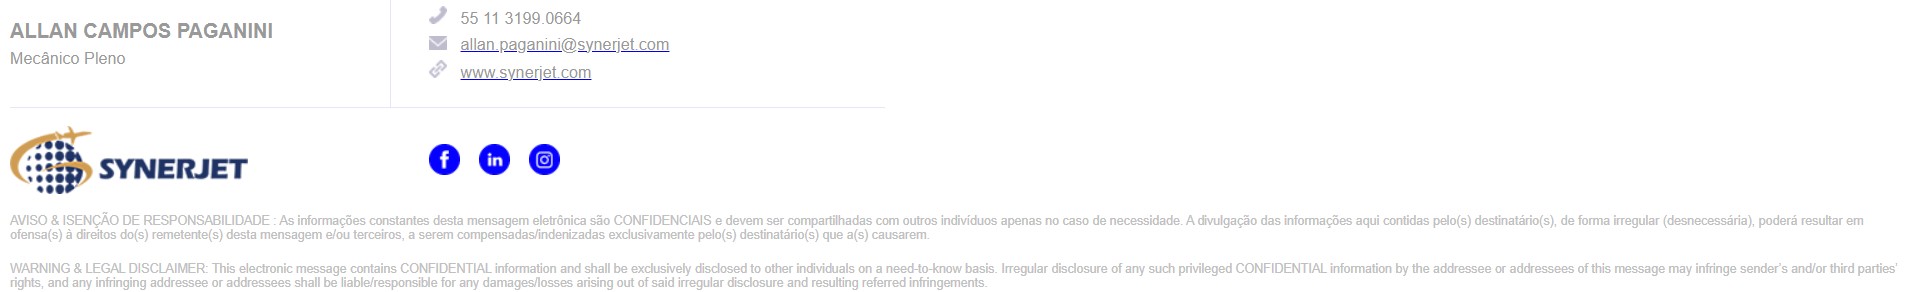 ALLAN CAMPOS PAGANINI
Mecânico Pleno
55 11 3199.0664
allan.paganini@synerjet.com
www.synerjet.com
SYNERJET
AVISO & ISENÇÃO DE RESPONSABILIDADE : As informações constantes desta mensagem eletrônica são CONFIDENCIAIS e devem ser compartilhadas com outros indivíduos apenas no caso de necessidade. A divulgação das informações aqui contidas pelo(s) destinatário(s), de forma irregular (desnecessária), poderá resultar em
ofensa(s) à direitos do(s) remetente(s) desta mensagem e/ou terceiros, a serem compensadas/indenizadas exclusivamente pelo(s) destinatário(s) que a(s) causarem.
WARNING & LEGAL DISCLAIMER: This electronic message contains CONFIDENTIAL information and shall be exclusively disclosed to other individuals on a need-to-know basis. Irregular disclosure of any such privileged CONFIDENTIAL information by the addressee or addressees of this message may infringe sender's and/or third parties'
rights, and any infringing addressee or addressees shall be liable/responsible for any damages/losses arising out of said irregular disclosure and resulting referred infringements.